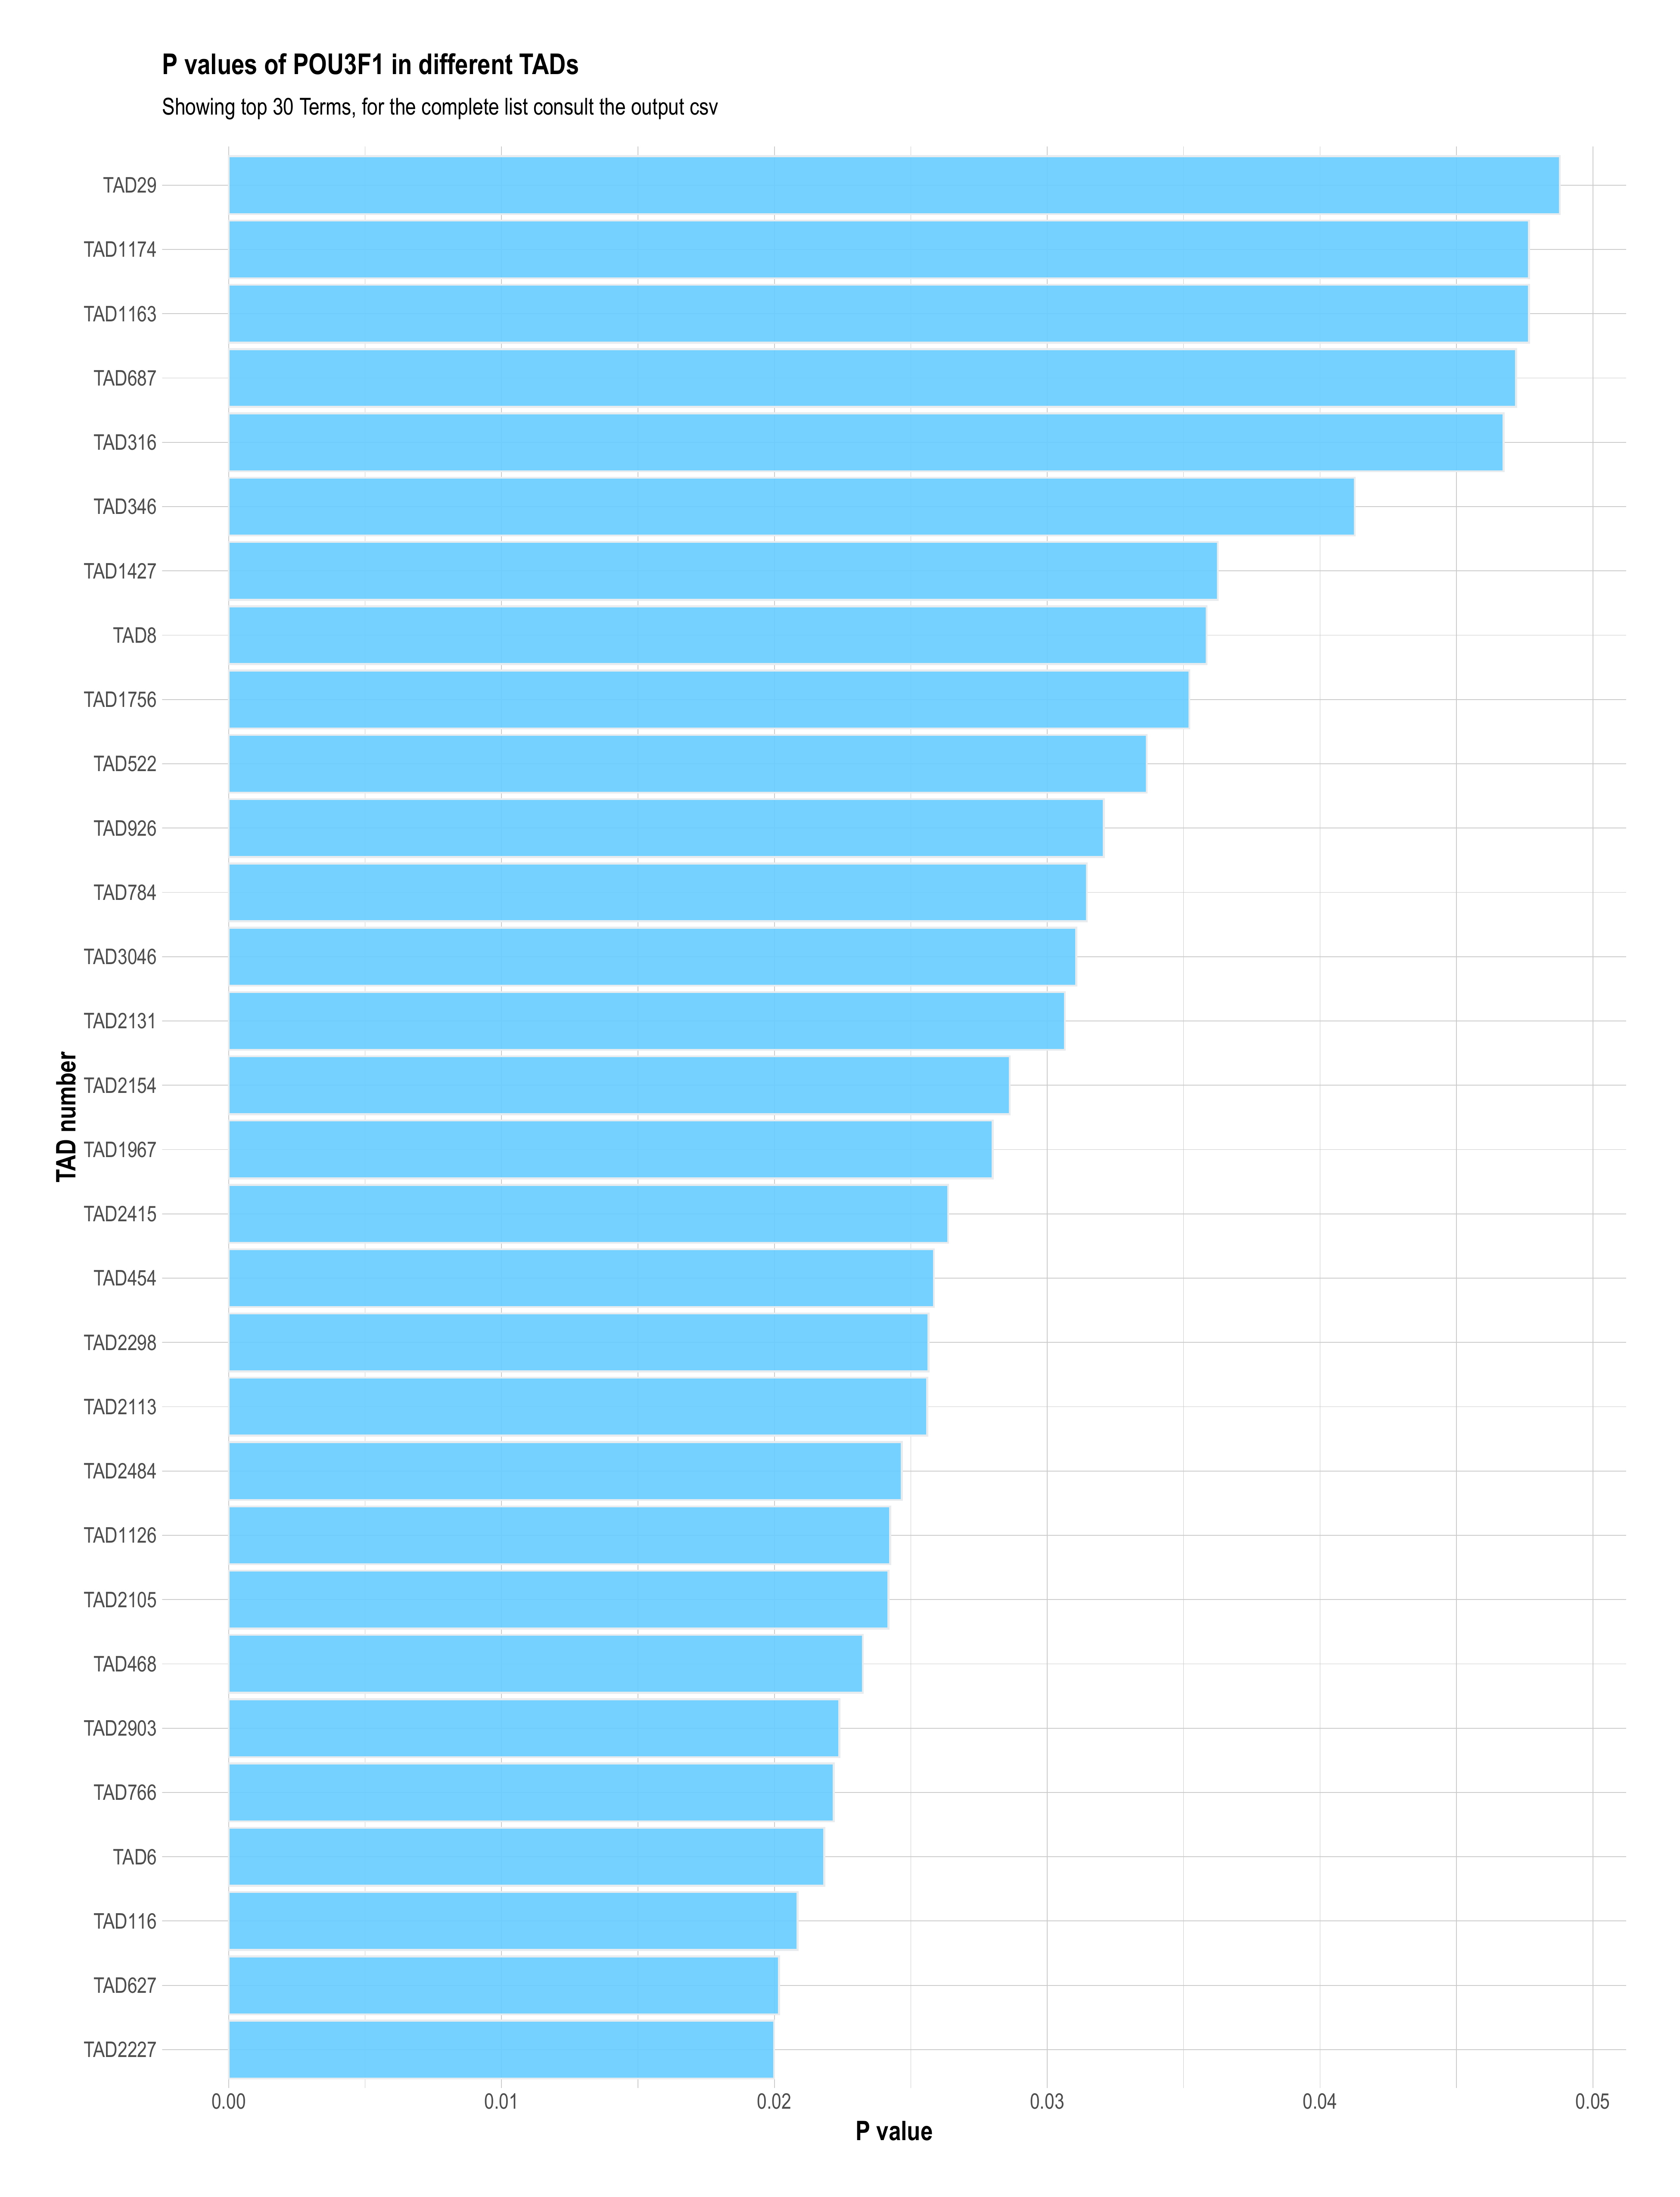 P values of POU3F1 in different TADs
Showing top 30 Terms, for the complete list consult the output csv
TAD number
TAD29
TAD1174
TAD1163
TAD687
TAD316
TAD346
TAD1427
TAD8
TAD1756
TAD522
TAD926
TAD784
TAD3046
TAD2131
TAD2154
TAD1967
TAD2415
TAD454
TAD2298
TAD2113
TAD2484
TAD1126
TAD2105
TAD468
TAD2903
TAD766
TAD6
TAD116
TAD627
TAD2227
0.00 0.01 0.02 0.03 0.04 0.05
P value